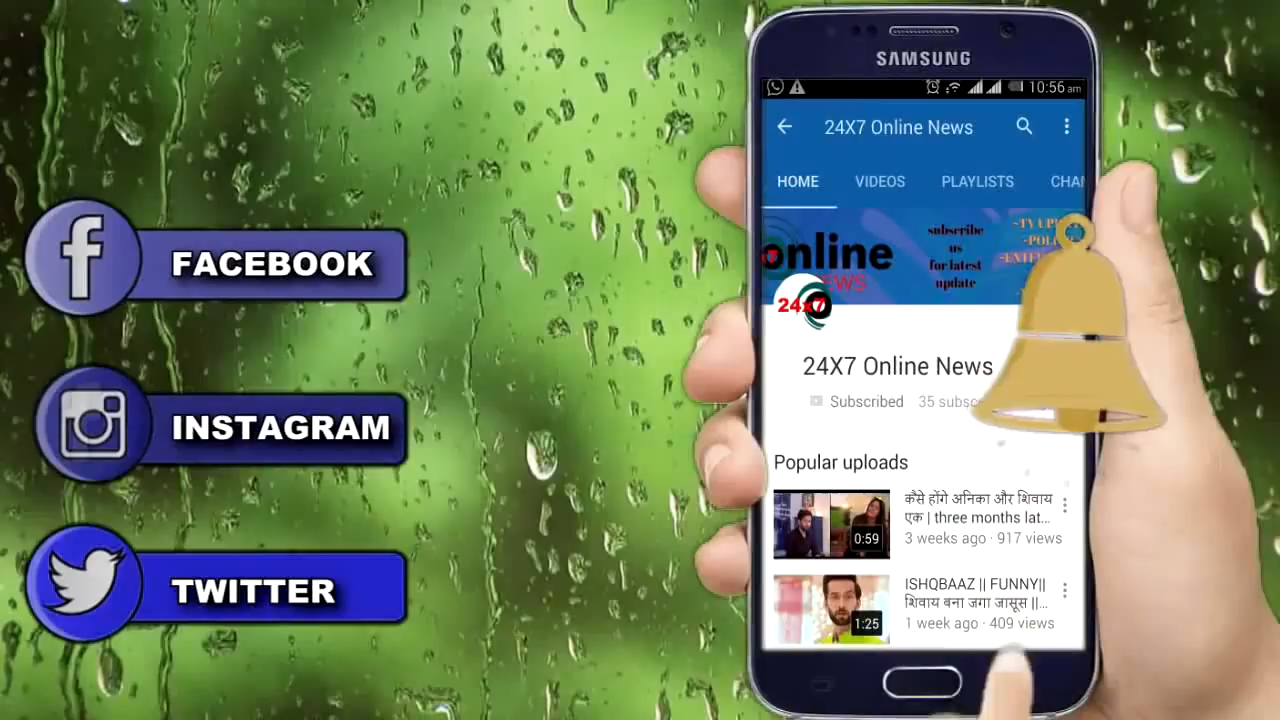 FACEBOOK
INSTAGRAM
TWITTER
SAMSUNG
10:56 am
24X7 Online News
HOME VIDEOS PLAYLISTS CHAN
online
NEWS
subscribe
us
for latest
update
24x7
24X7 Online News
Subscribed 35 subsc
Popular uploads
कैसे होंगे अनिका और शिवाय
एक | three months lat...
3 weeks ago · 917 views
0:59
ISHQBAAZ || FUNNY||
शिवाय बना जगा जासूस ||...
1 week ago · 409 views
1:25